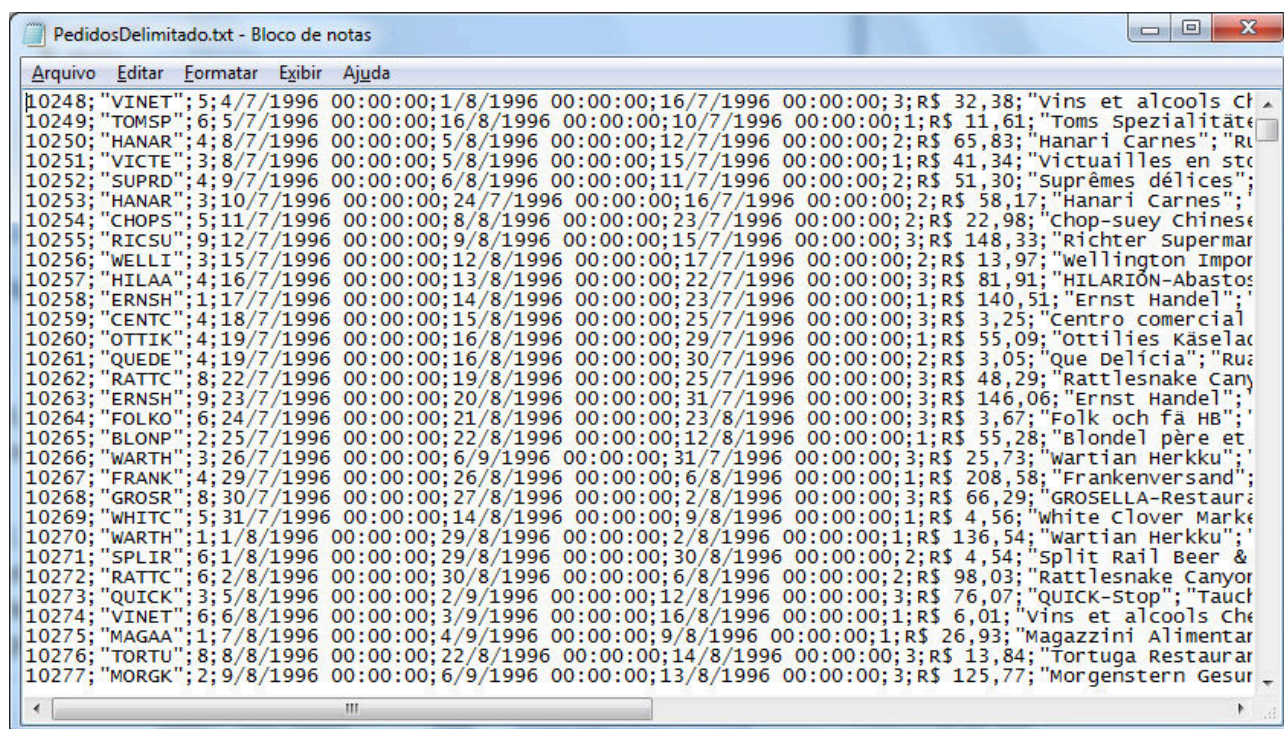 PedidosDelimitado.txt - Bloco de notas
Arquivo Editar Formatar Exibir Ajuda
10248;"VINET";5;4/7/1996 00:00:00;1/8/1996 00:00:00;16/7/1996 00:00:00;3;R$ 32,38;"Vins et alcools Ch
10249;"TOMSP";6;5/7/1996 00:00:00;16/8/1996 00:00:00;10/7/1996 00:00:00;1;R$ 11,61;"Toms Spezialitäte
10250;"HANAR";4;8/7/1996 00:00:00;5/8/1996 00:00:00;12/7/1996 00:00:00;2;R$ 65,83;"Hanari Carnes";"Ru
10251;"VICTE";3;8/7/1996 00:00:00;5/8/1996 00:00:00;15/7/1996 00:00:00;1;R$ 41,34;"Victuailles en sto
10252;"SUPRD";4;9/7/1996 00:00:00;6/8/1996 00:00:00;11/7/1996 00:00:00;2;R$ 51,30;"Suprêmes délices";
10253;"HANAR";3;10/7/1996 00:00:00;24/7/1996 00:00:00;16/7/1996 00:00:00;2;R$ 58,17;"Hanari Carnes";"
10254;"CHOPS";5;11/7/1996 00:00:00;8/8/1996 00:00:00;23/7/1996 00:00:00;2;R$ 22,98;"Chop-suey Chinese
10255;"RICSU";9;12/7/1996 00:00:00;9/8/1996 00:00:00;15/7/1996 00:00:00;3;R$ 148,33;"Richter Supermar
10256;"WELLI";3;15/7/1996 00:00:00;12/8/1996 00:00:00;17/7/1996 00:00:00;2;R$ 13,97;"Wellington Impor
10257;"HILAA";4;16/7/1996 00:00:00;13/8/1996 00:00:00;22/7/1996 00:00:00;3;R$ 81,91;"HILARIÓN-Abastos
10258;"ERNSH";1;17/7/1996 00:00:00;14/8/1996 00:00:00;23/7/1996 00:00:00;1;R$ 140,51;"Ernst Handel";"
10259;"CENTC";4;18/7/1996 00:00:00;15/8/1996 00:00:00;25/7/1996 00:00:00;3;R$ 3,25;"Centro comercial
10260;"OTTIK";4;19/7/1996 00:00:00;16/8/1996 00:00:00;29/7/1996 00:00:00;1;R$ 55,09;"Ottilies Käselad
10261;"QUEDE";4;19/7/1996 00:00:00;16/8/1996 00:00:00;30/7/1996 00:00:00;2;R$ 3,05;"Que Delícia";"Rua
10262;"RATTC";8;22/7/1996 00:00:00;19/8/1996 00:00:00;25/7/1996 00:00:00;3;R$ 48,29;"Rattlesnake Cany
10263;"ERNSH";9;23/7/1996 00:00:00;20/8/1996 00:00:00;31/7/1996 00:00:00;3;R$ 146,06;"Ernst Handel";"
10264;"FOLKO";6;24/7/1996 00:00:00;21/8/1996 00:00:00;23/8/1996 00:00:00;3;R$ 3,67;"Folk och fä HB";"
10265;"BLONP";2;25/7/1996 00:00:00;22/8/1996 00:00:00;12/8/1996 00:00:00;1;R$ 55,28;"Blondel père et
10266;"WARTH";3;26/7/1996 00:00:00;6/9/1996 00:00:00;31/7/1996 00:00:00;3;R$ 25,73;"Wartian Herkku";"
10267;"FRANK";4;29/7/1996 00:00:00;26/8/1996 00:00:00;6/8/1996 00:00:00;1;R$ 208,58;"Frankenversand";
10268;"GROSR";8;30/7/1996 00:00:00;27/8/1996 00:00:00;2/8/1996 00:00:00;3;R$ 66,29;"GROSELLA-Restaura
10269;"WHITC";5;31/7/1996 00:00:00;14/8/1996 00:00:00;9/8/1996 00:00:00;1;R$ 4,56;"White Clover Marke
10270;"WARTH";1;1/8/1996 00:00:00;29/8/1996 00:00:00;2/8/1996 00:00:00;1;R$ 136,54;"Wartian Herkku";"
10271;"SPLIR";6;1/8/1996 00:00:00;29/8/1996 00:00:00;30/8/1996 00:00:00;2;R$ 4,54;"Split Rail Beer &
10272;"RATTC";6;2/8/1996 00:00:00;30/8/1996 00:00:00;6/8/1996 00:00:00;2;R$ 98,03;"Rattlesnake Canyon
10273;"QUICK";3;5/8/1996 00:00:00;2/9/1996 00:00:00;12/8/1996 00:00:00;3;R$ 76,07;"QUICK-Stop";"Tauch
10274;"VINET";6;6/8/1996 00:00:00;3/9/1996 00:00:00;16/8/1996 00:00:00;1;R$ 6,01;"Vins et alcools Che
10275;"MAGAA";1;7/8/1996 00:00:00;4/9/1996 00:00:00;9/8/1996 00:00:00;1;R$ 26,93;"Magazzini Alimentar
10276;"TORTU";8;8/8/1996 00:00:00;22/8/1996 00:00:00;14/8/1996 00:00:00;3;R$ 13,84;"Tortuga Restauran
10277;"MORGK";2;9/8/1996 00:00:00;6/9/1996 00:00:00;13/8/1996 00:00:00;3;R$ 125,77;"Morgenstern Gesun